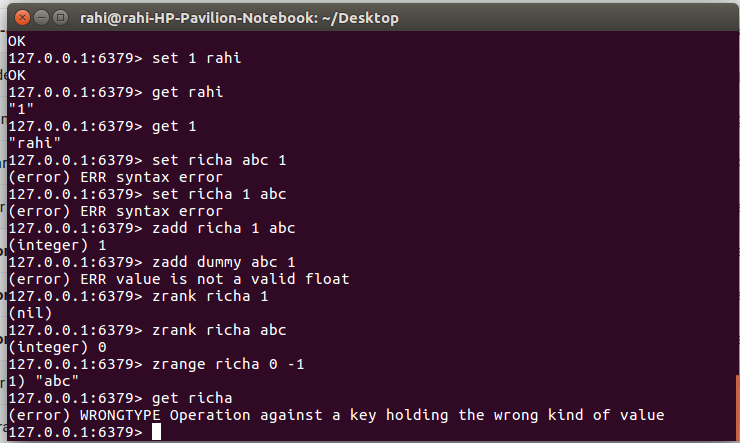 rahi@rahi-HP-Pavilion-Notebook: ~/Desktop
OK
127.0.0.1:6379> set 1 rahi
OK
127.0.0.1:6379> get rahi
"1"
127.0.0.1:6379> get 1
"rahi"
127.0.0.1:6379> set richa abc 1
(error) ERR syntax error
127.0.0.1:6379> set richa 1 abc
(error) ERR syntax error
127.0.0.1:6379> zadd richa 1 abc
(integer) 1
127.0.0.1:6379> zadd dummy abc 1
(error) ERR value is not a valid float
127.0.0.1:6379> zrank richa 1
(nil)
127.0.0.1:6379> zrank richa abc
(integer) 0
127.0.0.1:6379> zrange richa 0 -1
1) "abc"
127.0.0.1:6379> get richa
(error) WRONGTYPE Operation against a key holding the wrong kind of value
127.0.0.1:6379>